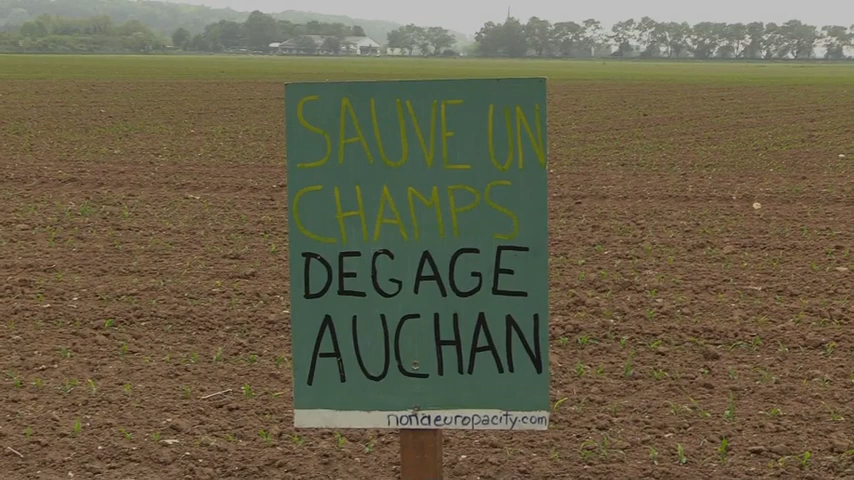 SAUVE UN
CHAMPS
DEGAGE
AUCHAN
nonaeuropacity.com